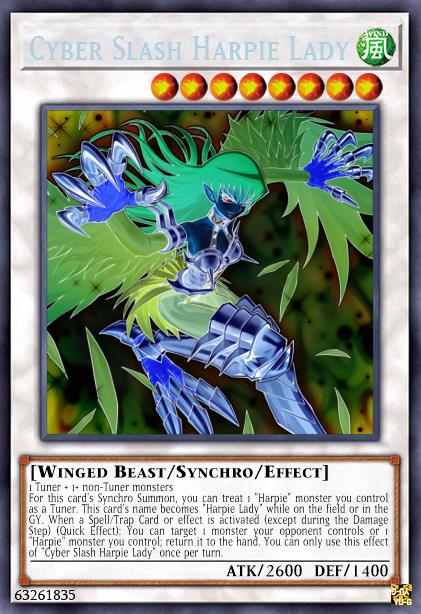 Cyber Slash Harpie Lady
WIND
風
[Winged Beast/Synchro/Effect]
1 Tuner + 1+ non-Tuner monsters
For this card's Synchro Summon, you can treat 1 "Harpie" monster you control
as a Tuner. This card's name becomes "Harpie Lady" while on the field or in the
GY. When a Spell/Trap Card or effect is activated (except during the Damage
Step) (Quick Effect): You can target 1 monster your opponent controls or 1
"Harpie" monster you control; return it to the hand. You can only use this effect
of "Cyber Slash Harpie Lady" once per turn.
ATK/2600 DEF/1400
63261835